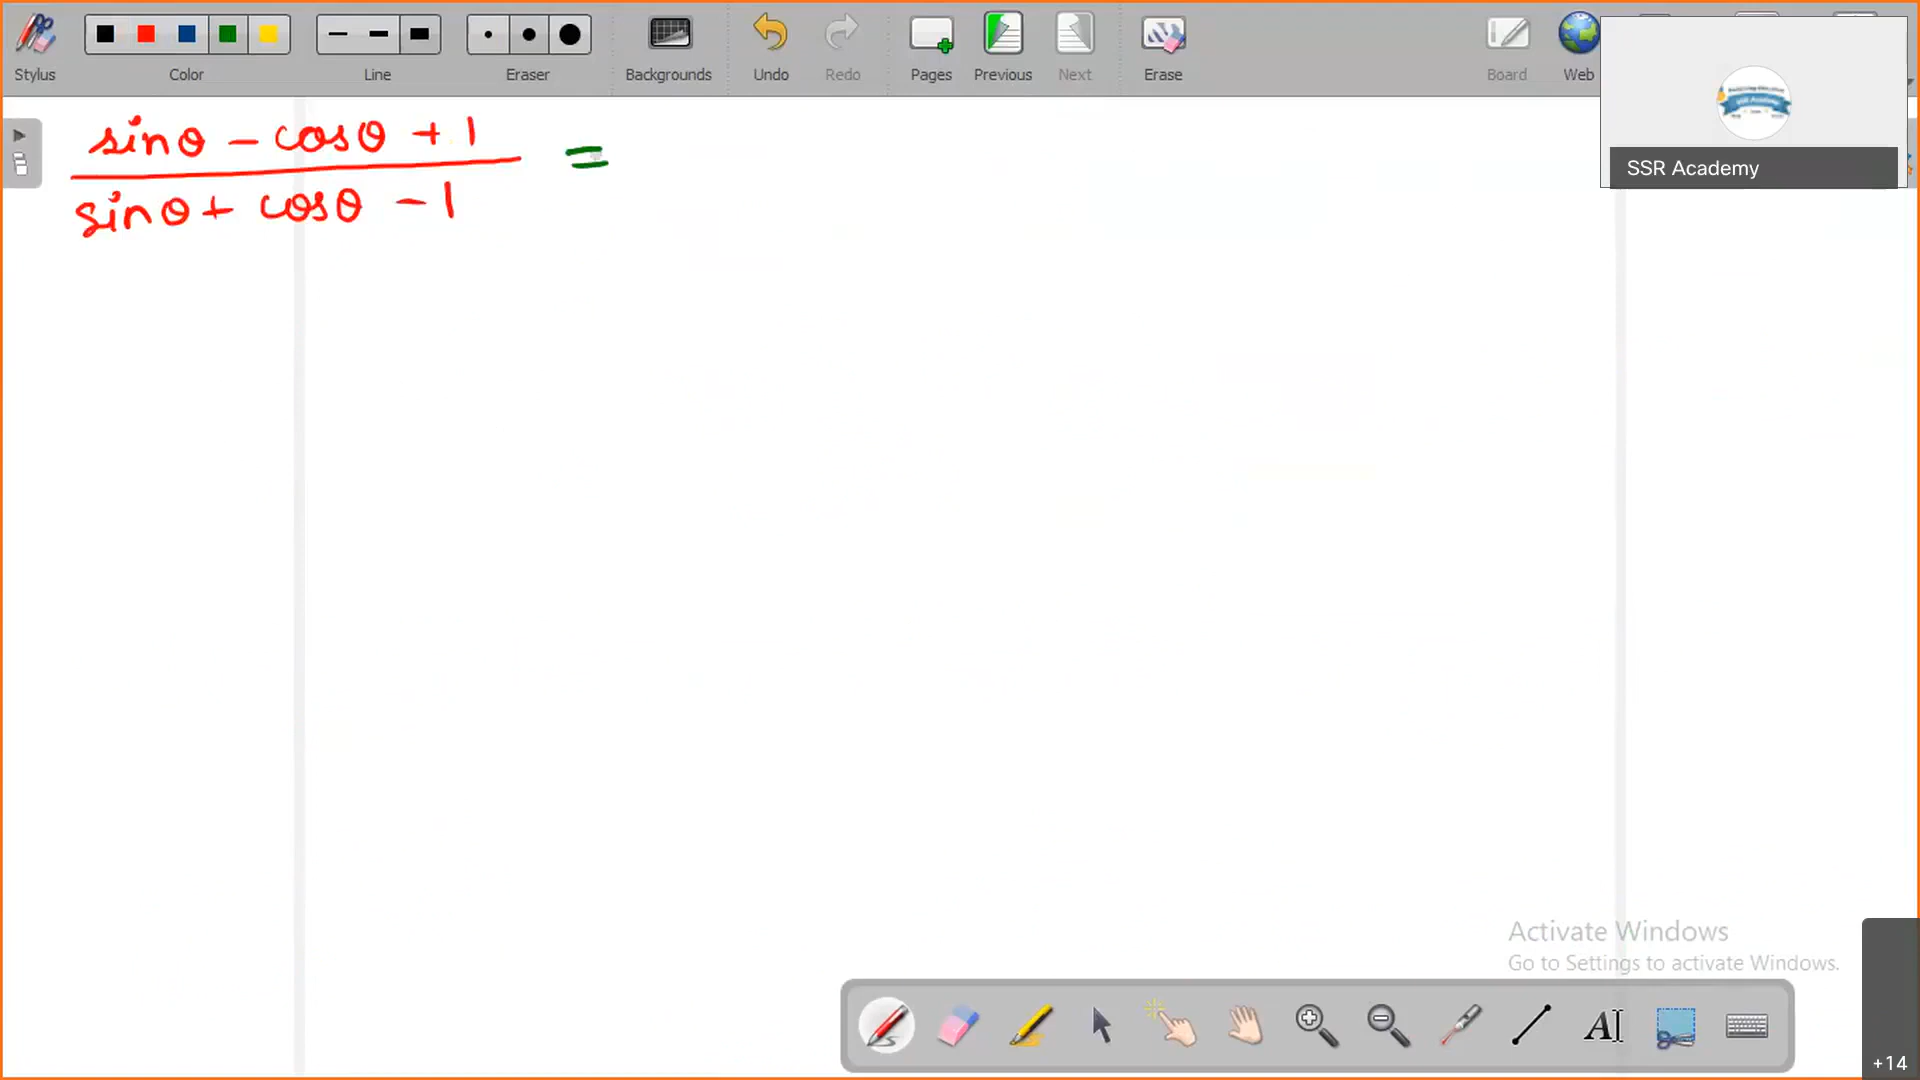 Stylus
Color
Line
Eraser
Backgrounds
Undo
Redo
Pages
Previous
Next
Erase
Board
Web
SSR Academy
sinθ - cosθ + 1
=
sinθ + cosθ - 1
Activate Windows
Go to Settings to activate Windows.
+14